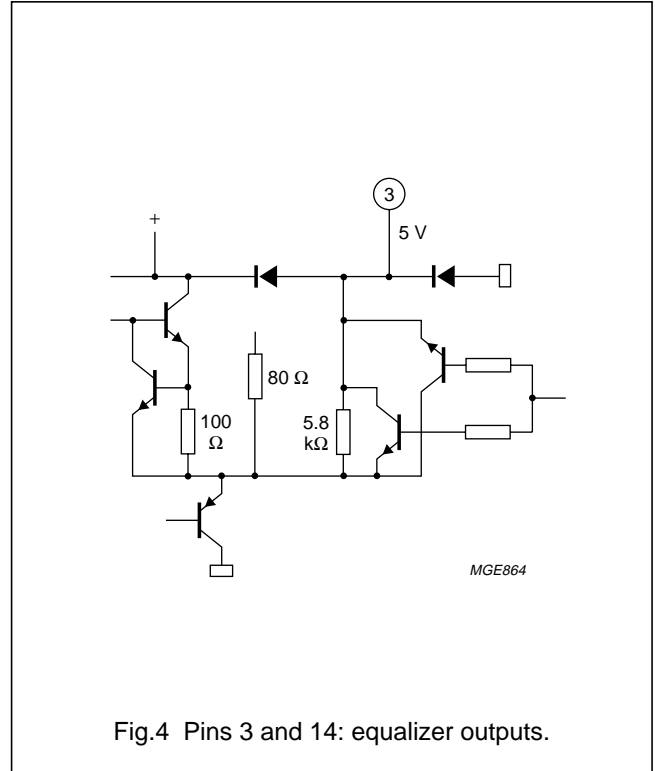 3
5 V
+
80 Ω
100
Ω
5.8
kΩ
MGE864
Fig.4 Pins 3 and 14: equalizer outputs.